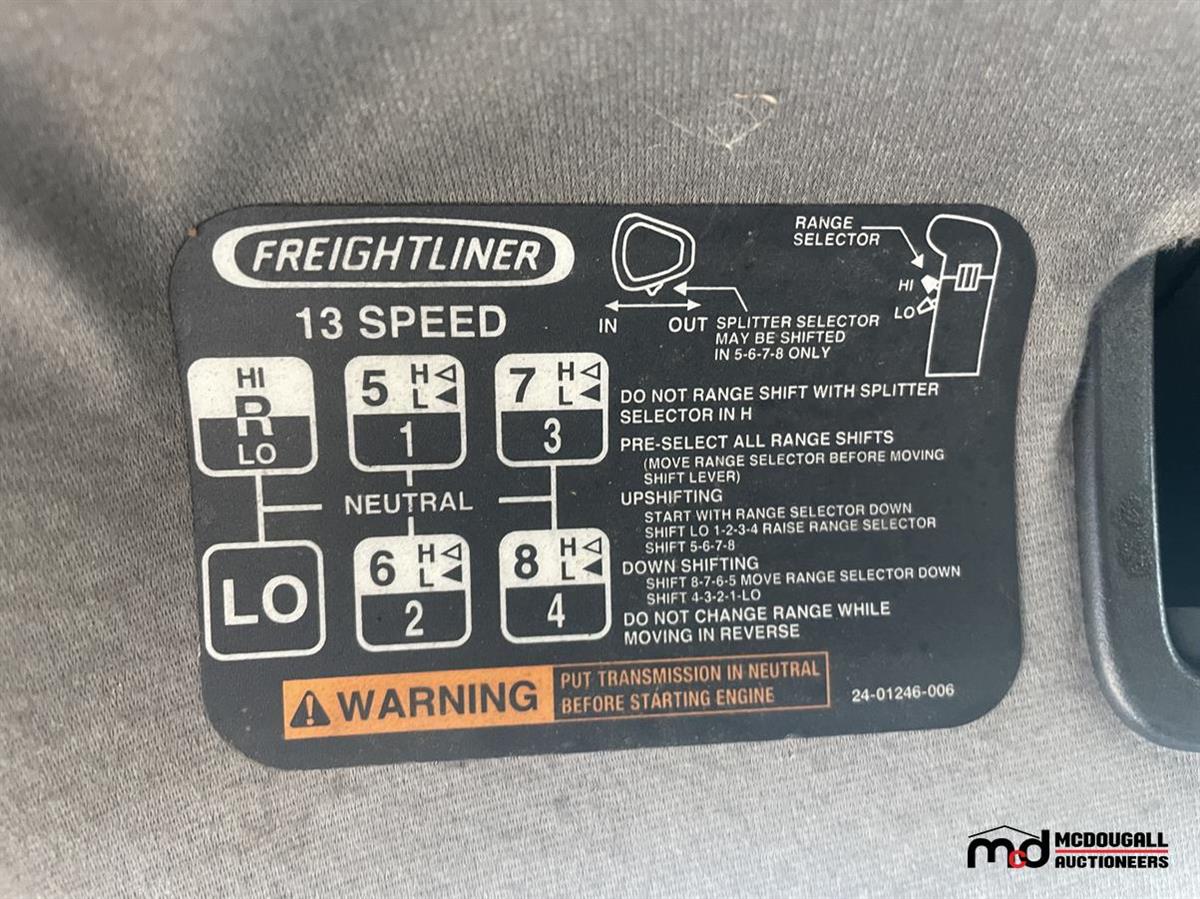 FREIGHTLINER
13 SPEED
IN OUT
SPLITTER SELECTOR
MAY BE SHIFTED
IN 5-6-7-8 ONLY
RANGE
SELECTOR
HI
LO
HI
R
LO
5 H L
1
7 H L
3
NEUTRAL
LO
6 H L
2
8 H L
4
DO NOT RANGE SHIFT WITH SPLITTER
SELECTOR IN H
PRE-SELECT ALL RANGE SHIFTS
(MOVE RANGE SELECTOR BEFORE MOVING
SHIFT LEVER)
UPSHIFTING
START WITH RANGE SELECTOR DOWN
SHIFT LO 1-2-3-4 RAISE RANGE SELECTOR
SHIFT 5-6-7-8
DOWN SHIFTING
SHIFT 8-7-6-5 MOVE RANGE SELECTOR DOWN
SHIFT 4-3-2-1-LO
DO NOT CHANGE RANGE WHILE
MOVING IN REVERSE
WARNING
PUT TRANSMISSION IN NEUTRAL
BEFORE STARTING ENGINE
24-01246-006
mcd MCDOUGALL
AUCTIONEERS